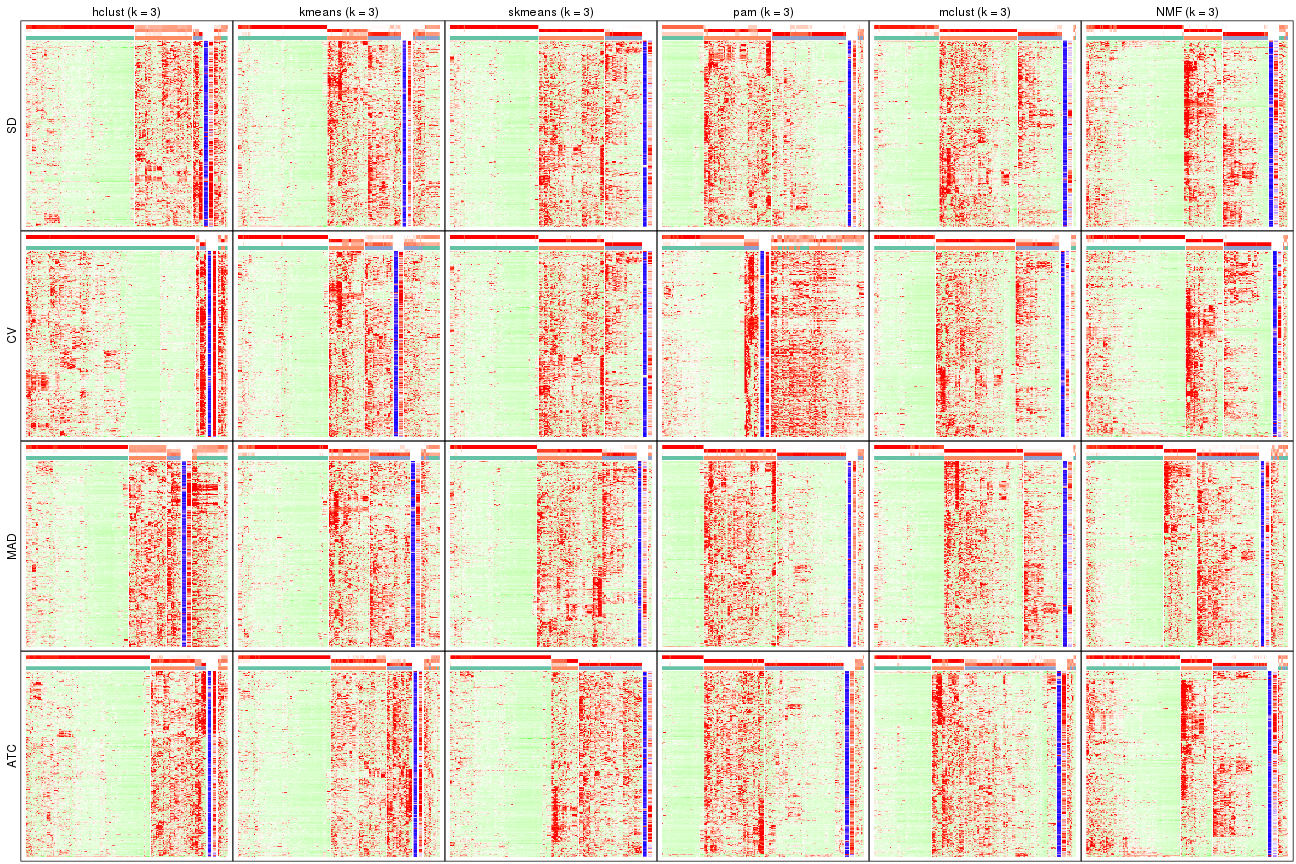 hclust (k = 3) kmeans (k = 3) skmeans (k = 3) pam (k = 3) mclust (k = 3) NMF (k = 3)
SD
CV
MAD
ATC